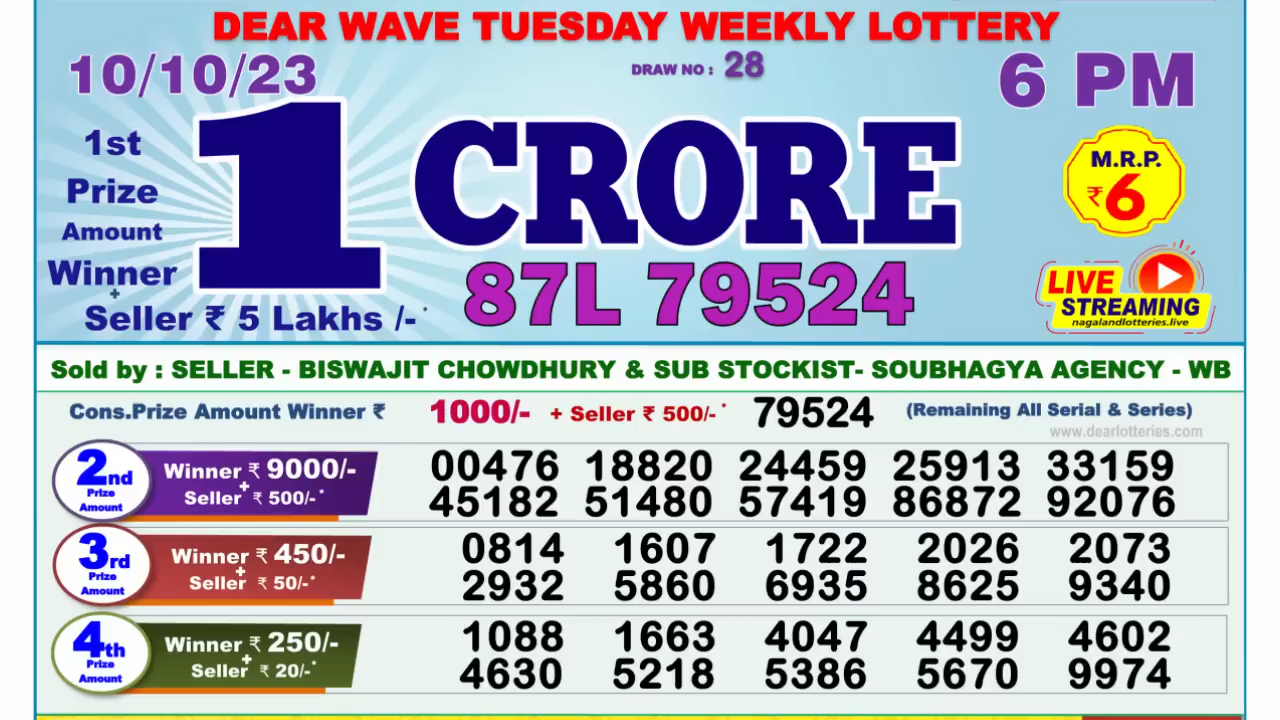 DEAR WAVE TUESDAY WEEKLY LOTTERY
10/10/23
DRAW NO : 28
6 PM
1st
Prize
Amount
Winner
+
Seller ₹ 5 Lakhs /-*
1 CRORE
87L 79524
M.R.P.
₹6
LIVE
STREAMING
nagalandlotteries.live
Sold by : SELLER - BISWAJIT CHOWDHURY & SUB STOCKIST- SOUBHAGYA AGENCY - WB
Cons.Prize Amount Winner ₹ 1000/- + Seller ₹ 500/-* 79524 (Remaining All Serial & Series)
www.dearlotteries.com
2nd
Prize
Amount
Winner ₹ 9000/-
+
Seller ₹ 500/-*
00476 18820 24459 25913 33159
45182 51480 57419 86872 92076
3rd
Prize
Amount
Winner ₹ 450/-
+
Seller ₹ 50/-*
0814 1607 1722 2026 2073
2932 5860 6935 8625 9340
4th
Prize
Amount
Winner ₹ 250/-
+
Seller ₹ 20/-*
1088 1663 4047 4499 4602
4630 5218 5386 5670 9974